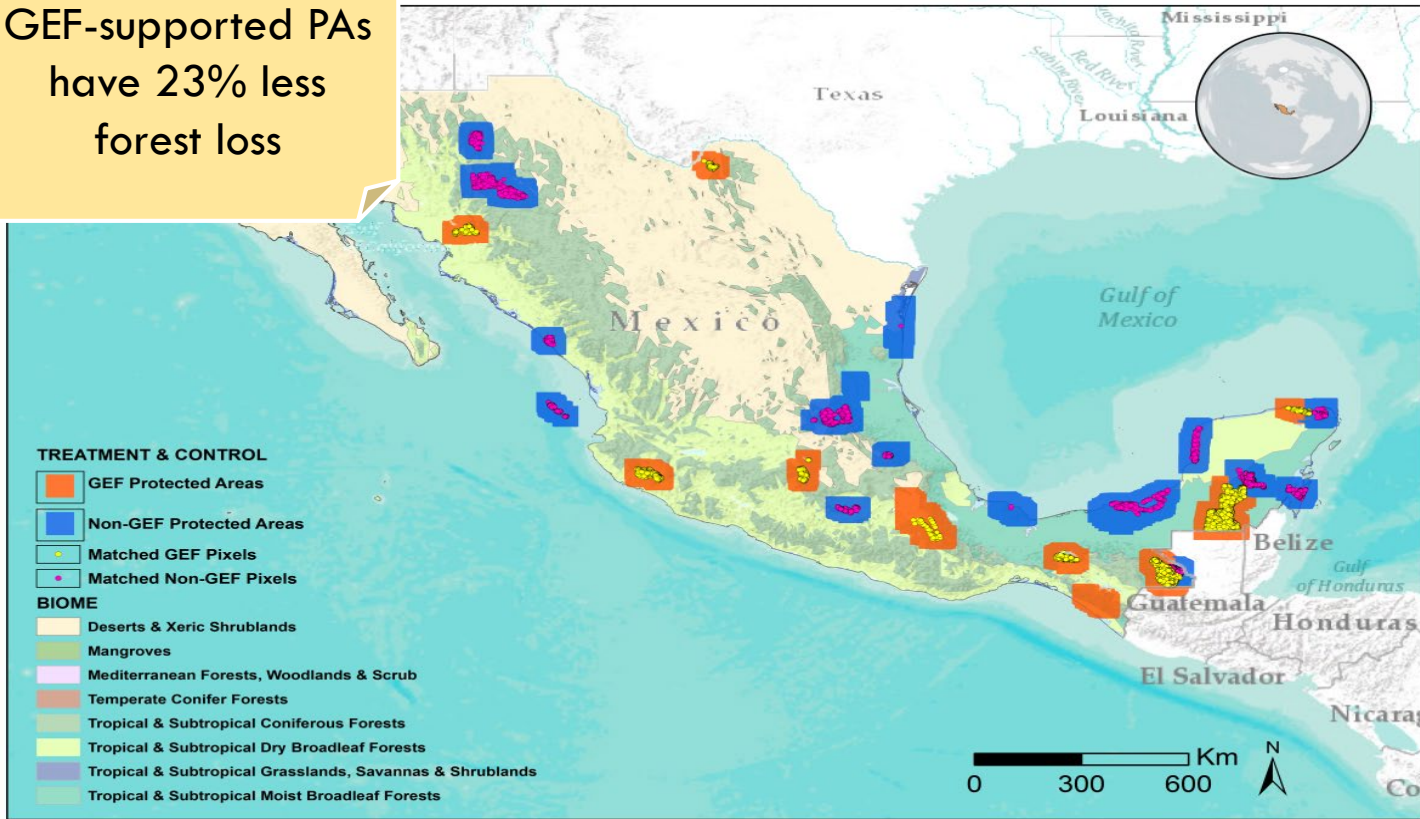 GEF-supported PAs
have 23% less
forest loss
Mississippi
Red River
Sabine River
Texas
Louisiana
Mexico
Gulf of
Mexico
Belize
Gulf
of Honduras
Guatemala
Honduras
El Salvador
Nicarag
Co
TREATMENT & CONTROL
GEF Protected Areas
Non-GEF Protected Areas
Matched GEF Pixels
Matched Non-GEF Pixels
BIOME
Deserts & Xeric Shrublands
Mangroves
Mediterranean Forests, Woodlands & Scrub
Temperate Conifer Forests
Tropical & Subtropical Coniferous Forests
Tropical & Subtropical Dry Broadleaf Forests
Tropical & Subtropical Grasslands, Savannas & Shrublands
Tropical & Subtropical Moist Broadleaf Forests
Km
N
0 300 600